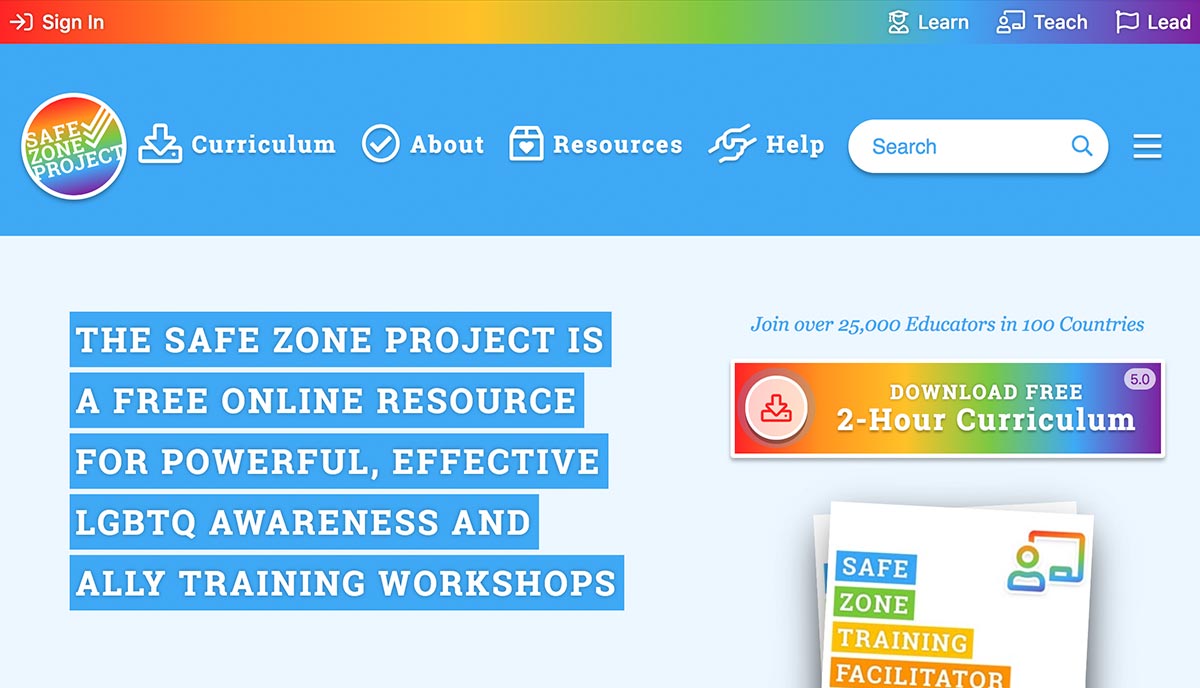 Sign In
Learn
Teach
Lead
SAFE
ZONE
PROJECT
Curriculum
About
Resources
Help
Search
THE SAFE ZONE PROJECT IS
A FREE ONLINE RESOURCE
FOR POWERFUL, EFFECTIVE
LGBTQ AWARENESS AND
ALLY TRAINING WORKSHOPS
Join over 25,000 Educators in 100 Countries
5.0
DOWNLOAD FREE
2-Hour Curriculum
SAFE
ZONE
TRAINING
FACILITATOR